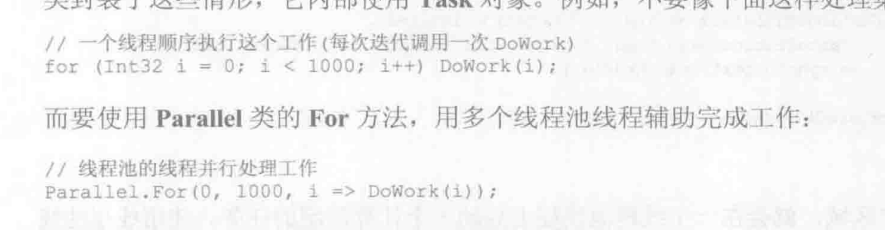 类封装了这些情形，它内部使用 Task 对象。例如，不要像下面这样处理集
// 一个线程顺序执行这个工作(每次迭代调用一次 DoWork)
for (Int32 i = 0; i < 1000; i++) DoWork(i);
而要使用 Parallel 类的 For 方法，用多个线程池线程辅助完成工作：
// 线程池的线程并行处理工作
Parallel.For(0, 1000, i => DoWork(i));